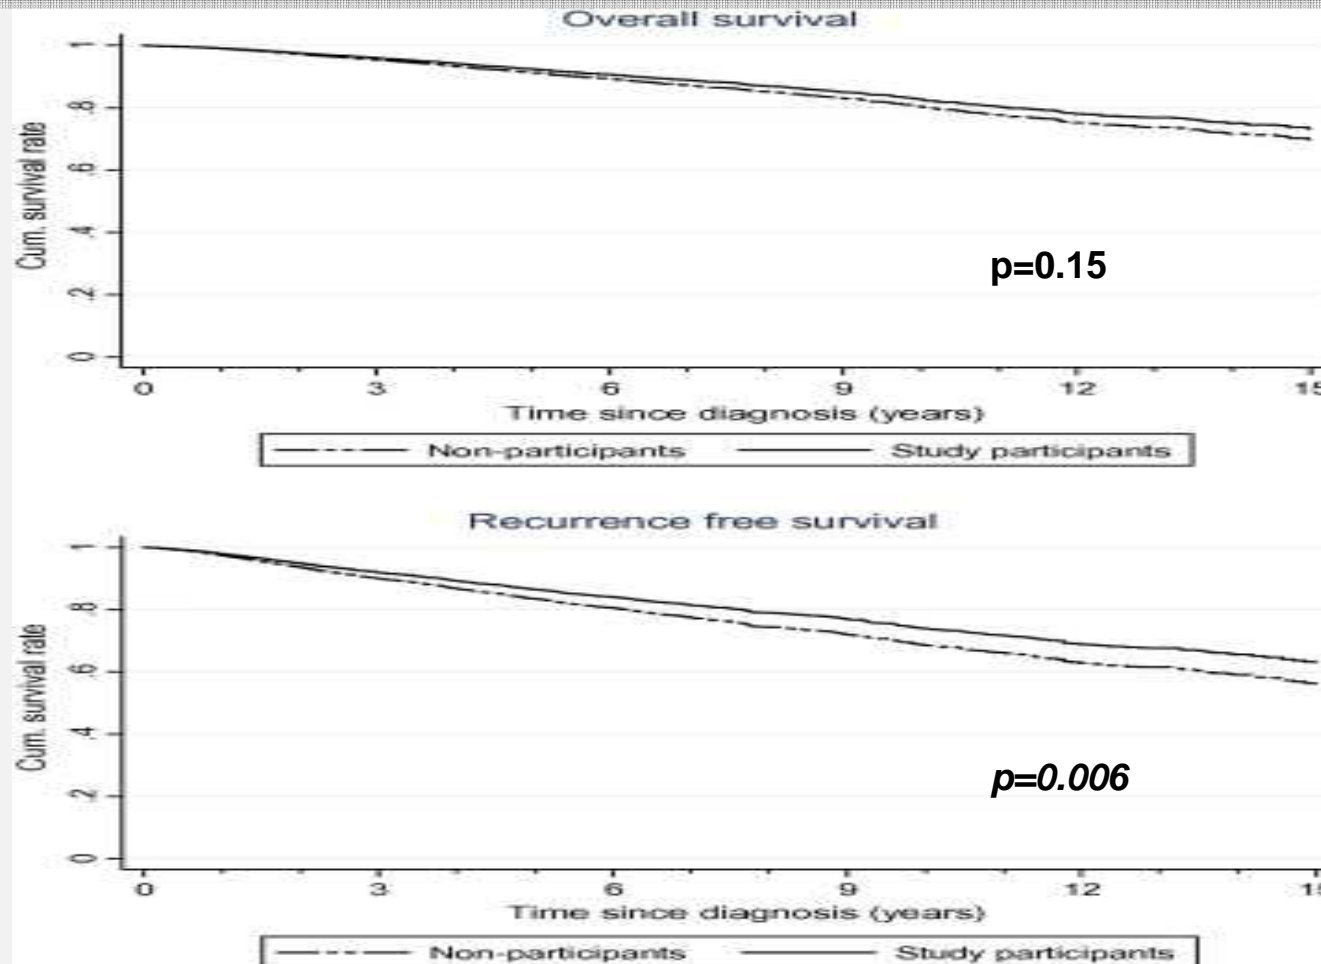 Overall survival
Cum. survival rate
1
.8
.6
.4
.2
0
p=0.15
0 3 6 9 12 15
Time since diagnosis (years)
Non-participants Study participants
Recurrence free survival
Cum. survival rate
1
.8
.6
.4
.2
0
p=0.006
0 3 6 9 12 15
Time since diagnosis (years)
Non-participants Study participants